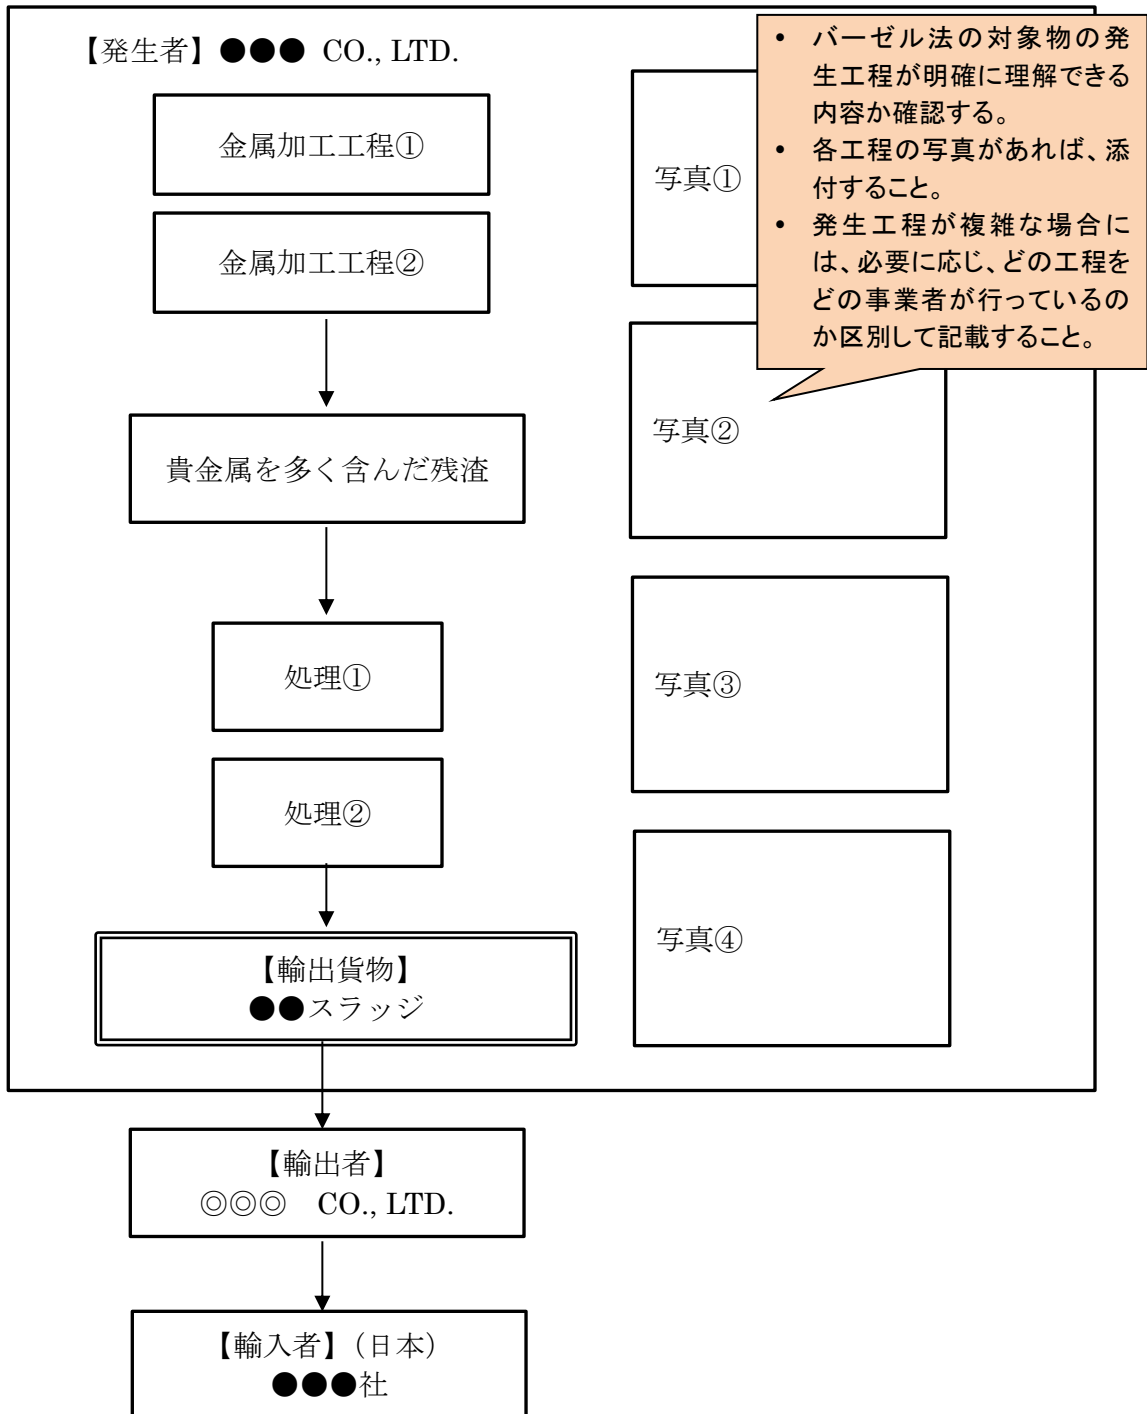 【発生者】●●● CO., LTD.
金属加工工程①
金属加工工程②
貴金属を多く含んだ残渣
処理①
処理②
【輸出貨物】
●●スラッジ
【輸出者】
◎◎◎　CO., LTD.
【輸入者】(日本)
●●●社
写真①
写真②
写真③
写真④
• バーゼル法の対象物の発
生工程が明確に理解できる
内容か確認する。
• 各工程の写真があれば、添
付すること。
• 発生工程が複雑な場合に
は、必要に応じ、どの工程を
どの事業者が行っているの
か区別して記載すること。